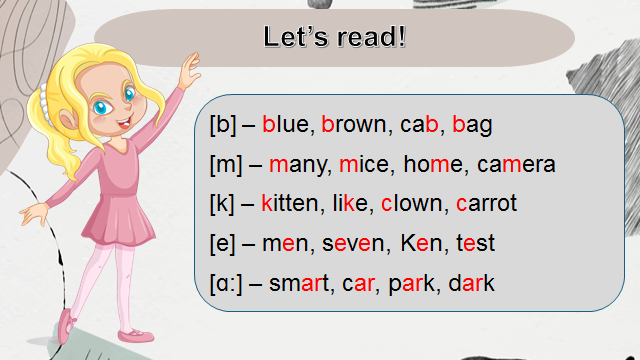 Let's read!
[b] – blue, brown, cab, bag
[m] – many, mice, home, camera
[k] – kitten, like, clown, carrot
[e] – men, seven, Ken, test
[ɑ:] – smart, car, park, dark